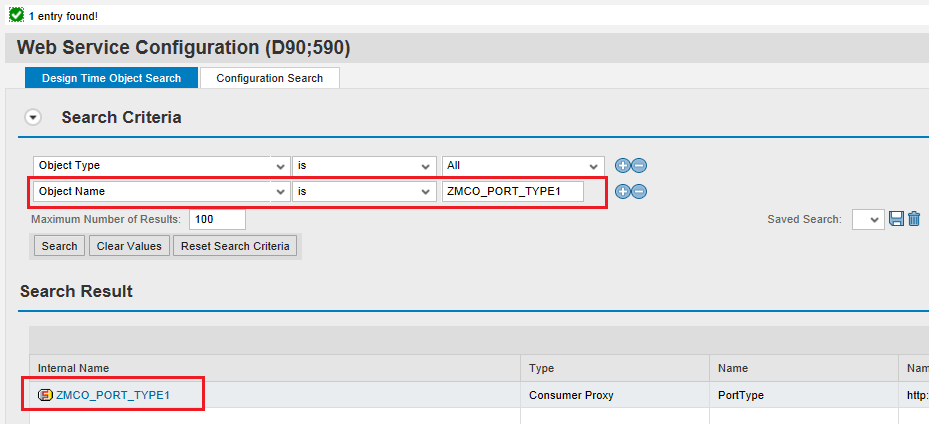 1 entry found!
Web Service Configuration (D90;590)
Design Time Object Search Configuration Search
Search Criteria
Object Type is All
Object Name is ZMCO_PORT_TYPE1
Maximum Number of Results: 100 Saved Search:
Search Clear Values Reset Search Criteria
Search Result
Internal Name Type Name Nam
ZMCO_PORT_TYPE1 Consumer Proxy PortType http: